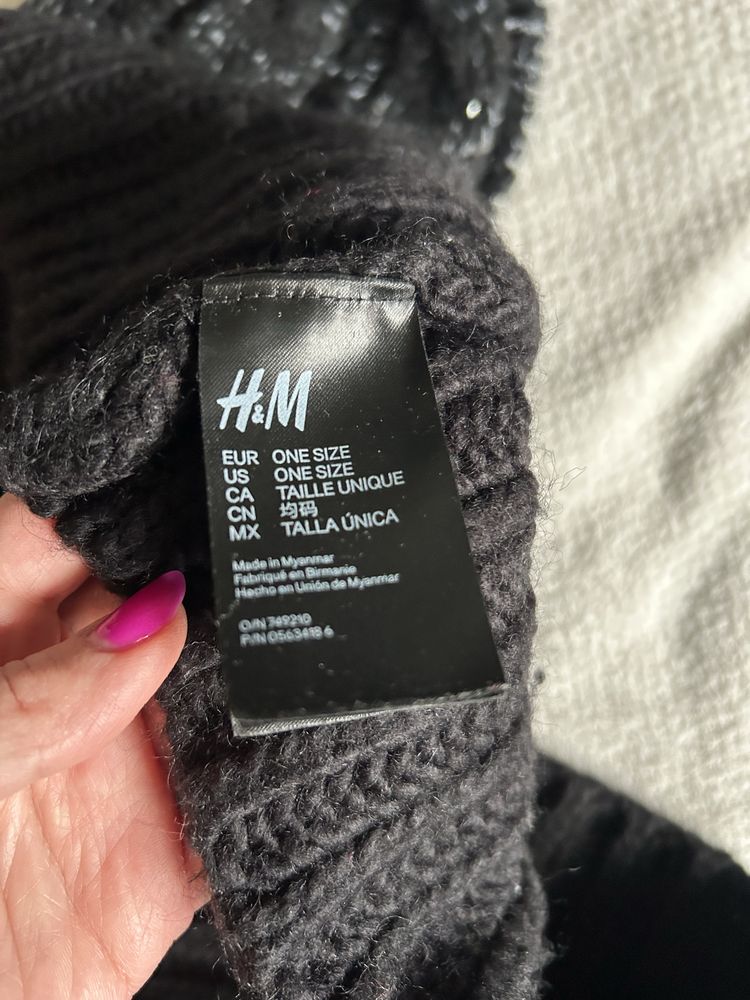 H&M
EUR ONE SIZE
US ONE SIZE
CA TAILLE UNIQUE
CN 均码
MX TALLA ÚNICA
Made in Myanmar
Fabriqué en Birmanie
Hecho en Unión de Myanmar
O/N 749210
P/N 0563418 6